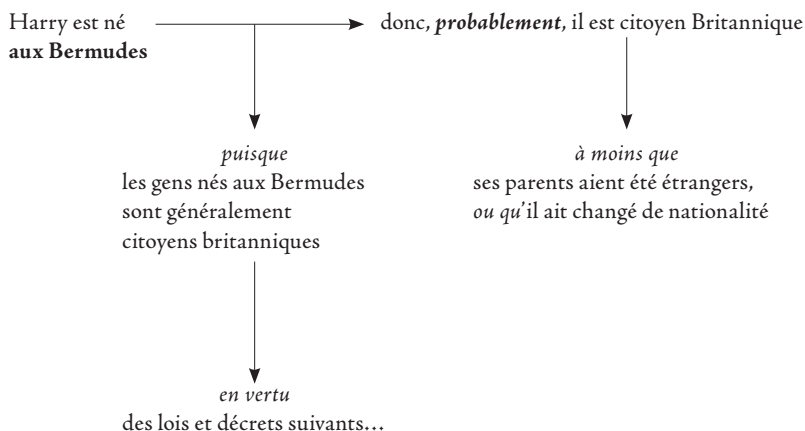 Harry est né
aux Bermudes
donc, probablement, il est citoyen Britannique
puisque
les gens nés aux Bermudes
sont généralement
citoyens britanniques
à moins que
ses parents aient été étrangers,
ou qu’il ait changé de nationalité
en vertu
des lois et décrets suivants…